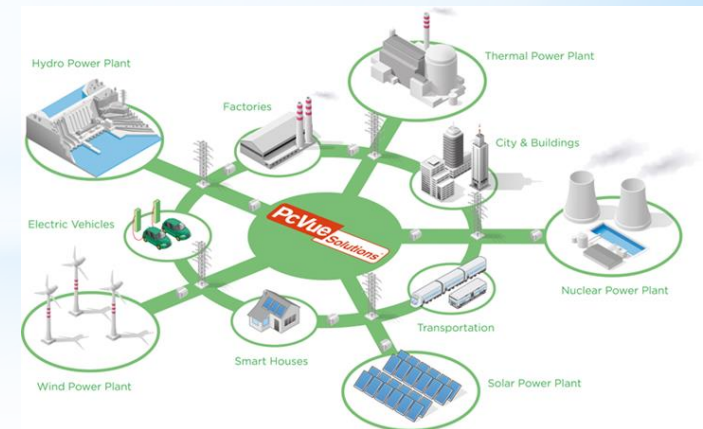 Thermal Power Plant
Hydro Power Plant
Factories
City & Buildings
PcVue
Solutions
Electric Vehicles
Nuclear Power Plant
Transportation
Smart Houses
Wind Power Plant
Solar Power Plant